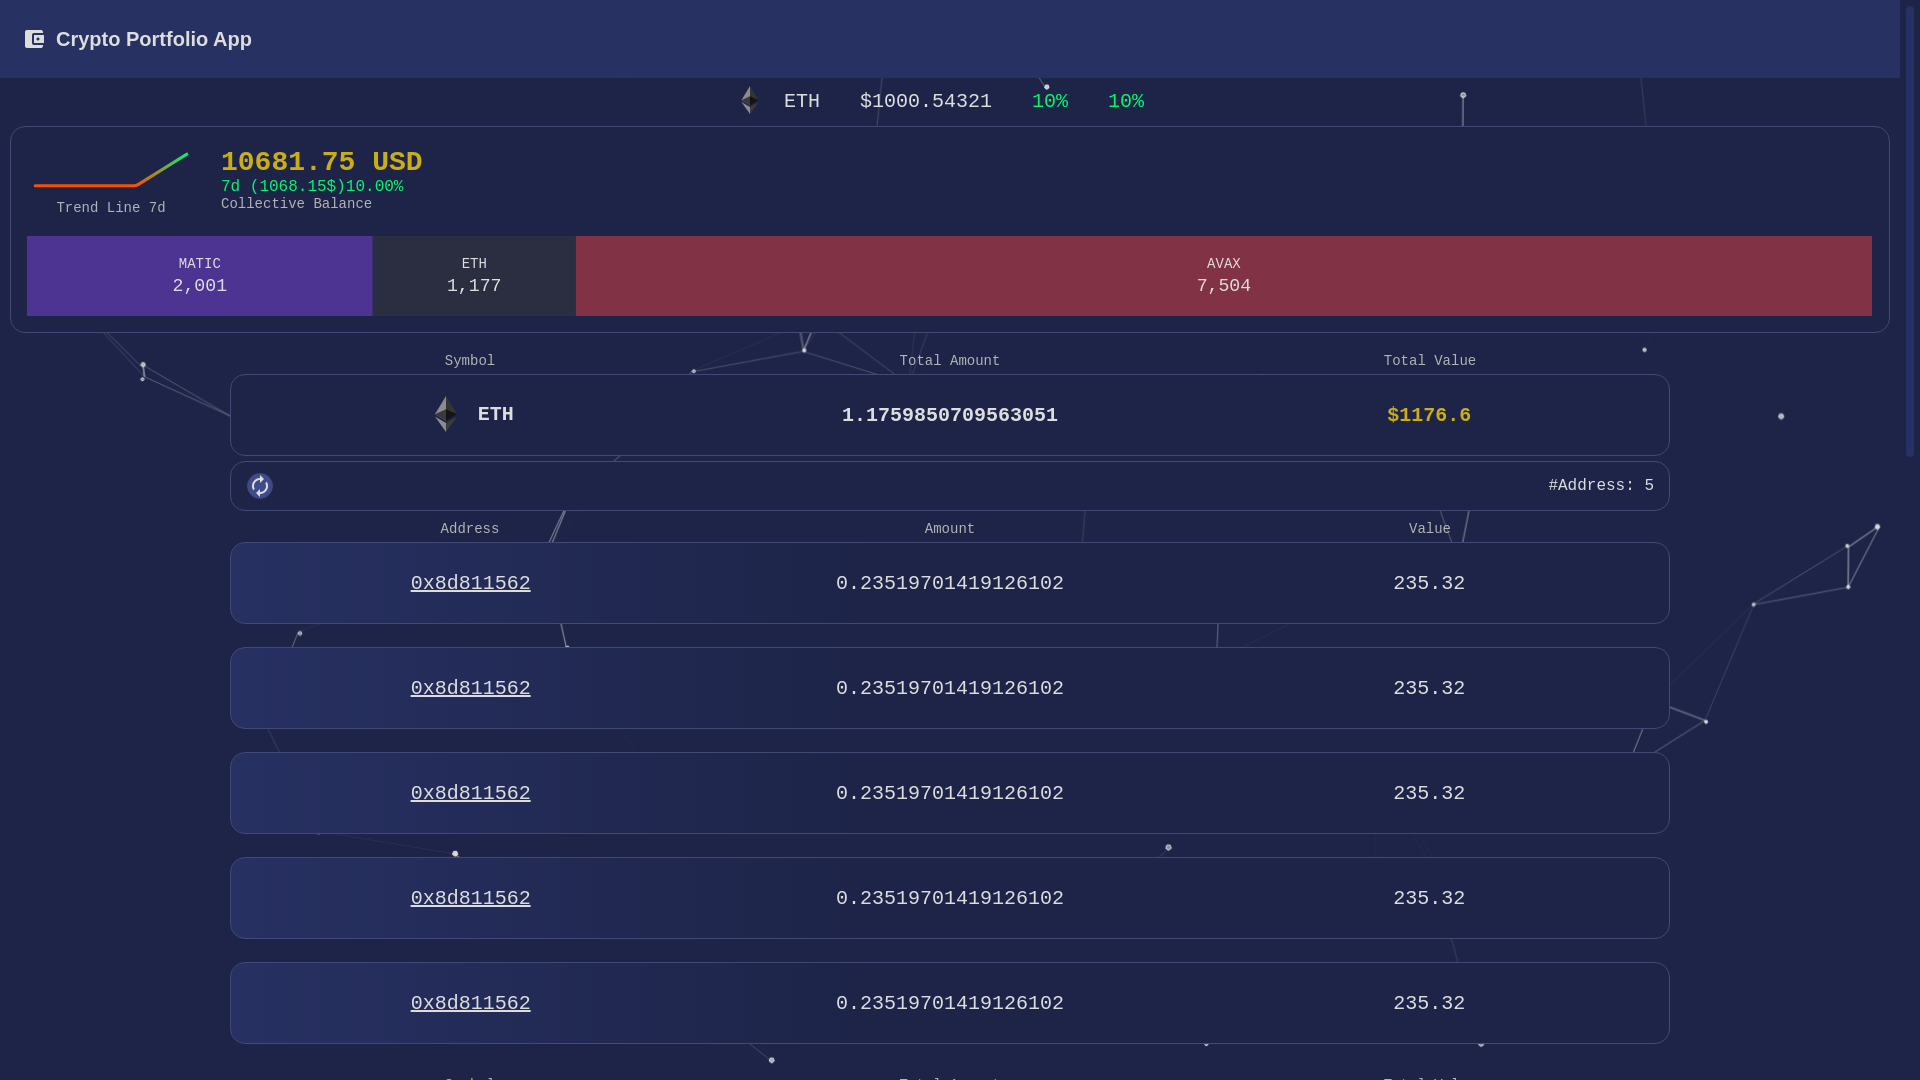 Crypto Portfolio App
ETH $1000.54321 10% 10%
10681.75 USD
7d (1068.15$)10.00%
Collective Balance
Trend Line 7d
MATIC
2,001
ETH
1,177
AVAX
7,504
Symbol Total Amount Total Value
ETH 1.1759850709563051 $1176.6
#Address: 5
Address Amount Value
0x8d811562 0.23519701419126102 235.32
0x8d811562 0.23519701419126102 235.32
0x8d811562 0.23519701419126102 235.32
0x8d811562 0.23519701419126102 235.32
0x8d811562 0.23519701419126102 235.32